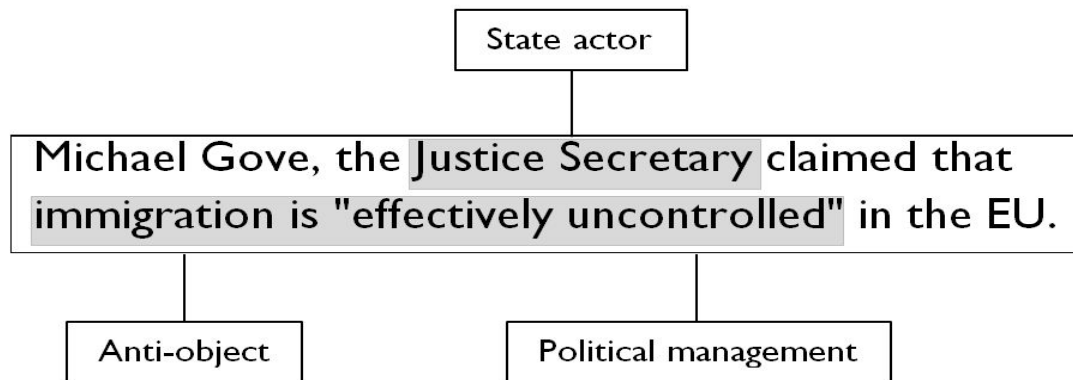 State actor
Michael Gove, the Justice Secretary claimed that
immigration is "effectively uncontrolled" in the EU.
Anti-object
Political management